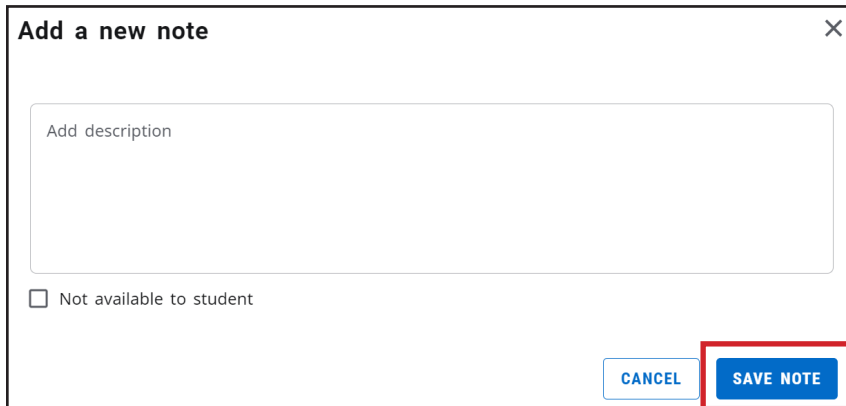 Add a new note
Add description
Not available to student
CANCEL
SAVE NOTE